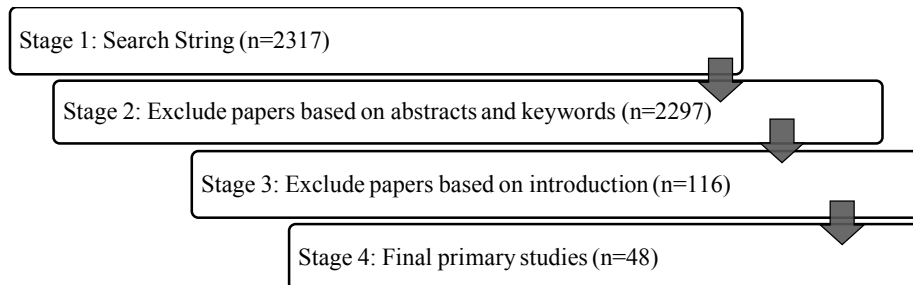 Stage 1: Search String (n=2317)
Stage 2: Exclude papers based on abstracts and keywords (n=2297)
Stage 3: Exclude papers based on introduction (n=116)
Stage 4: Final primary studies (n=48)